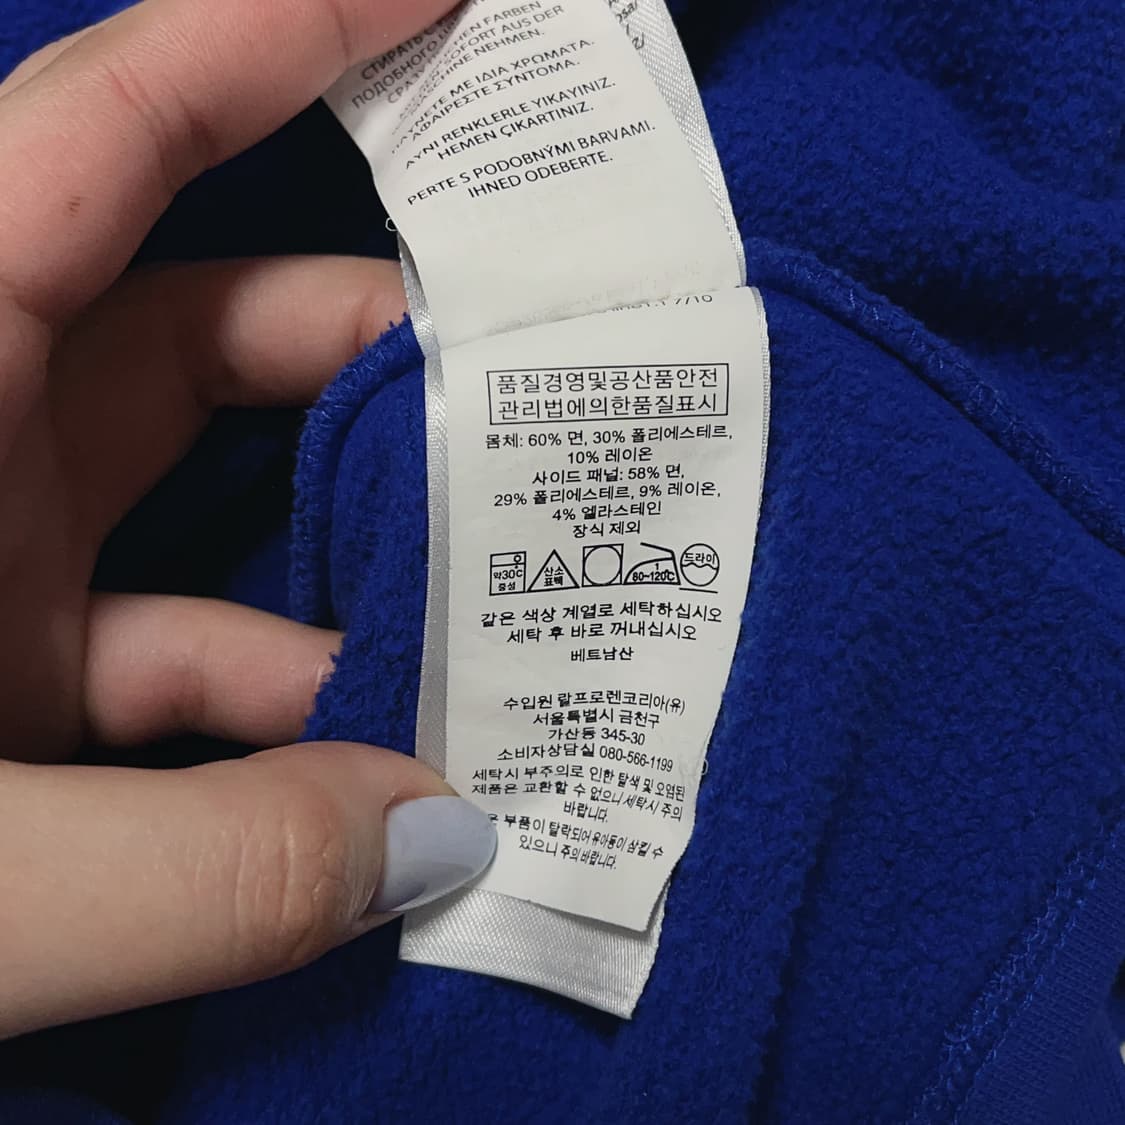 СТИРАТЬ С
ПОДОБНОГО
FARBEN
SOFORT AUS DER
MASCHINE NEHMEN.
ΠΛΥΝΕΤΕ ΜΕ ΙΔΙΑ ΧΡΩΜΑΤΑ.
ΑΦΑΙΡΕΣΤΕ ΣΥΝΤΟΜΑ.
AYNI RENKLERLE YIKAYINIZ.
HEMEN ÇIKARTINIZ.
PERTE S PODOBNÝMI BARVAMI.
IHNED ODEBERTE.
품질경영및공산품안전
관리법에의한품질표시
몸체: 60% 면, 30% 폴리에스테르,
10% 레이온
사이드 패널: 58% 면,
29% 폴리에스테르, 9% 레이온,
4% 엘라스테인
장식 제외
약30℃
중성
산소
표백
1
80~120℃
드라이
같은 색상 계열로 세탁하십시오
세탁 후 바로 꺼내십시오
베트남산
수입원 랄프로렌코리아(유)
서울특별시 금천구
가산동 345-30
소비자상담실 080-566-1199
세탁시 부주의로 인한 탈색 및 오염된
제품은 교환할 수 없으니 세탁시 주의
바랍니다.
부품이 탈락되어 유아동이 삼킬 수
있으니 주의 바랍니다.